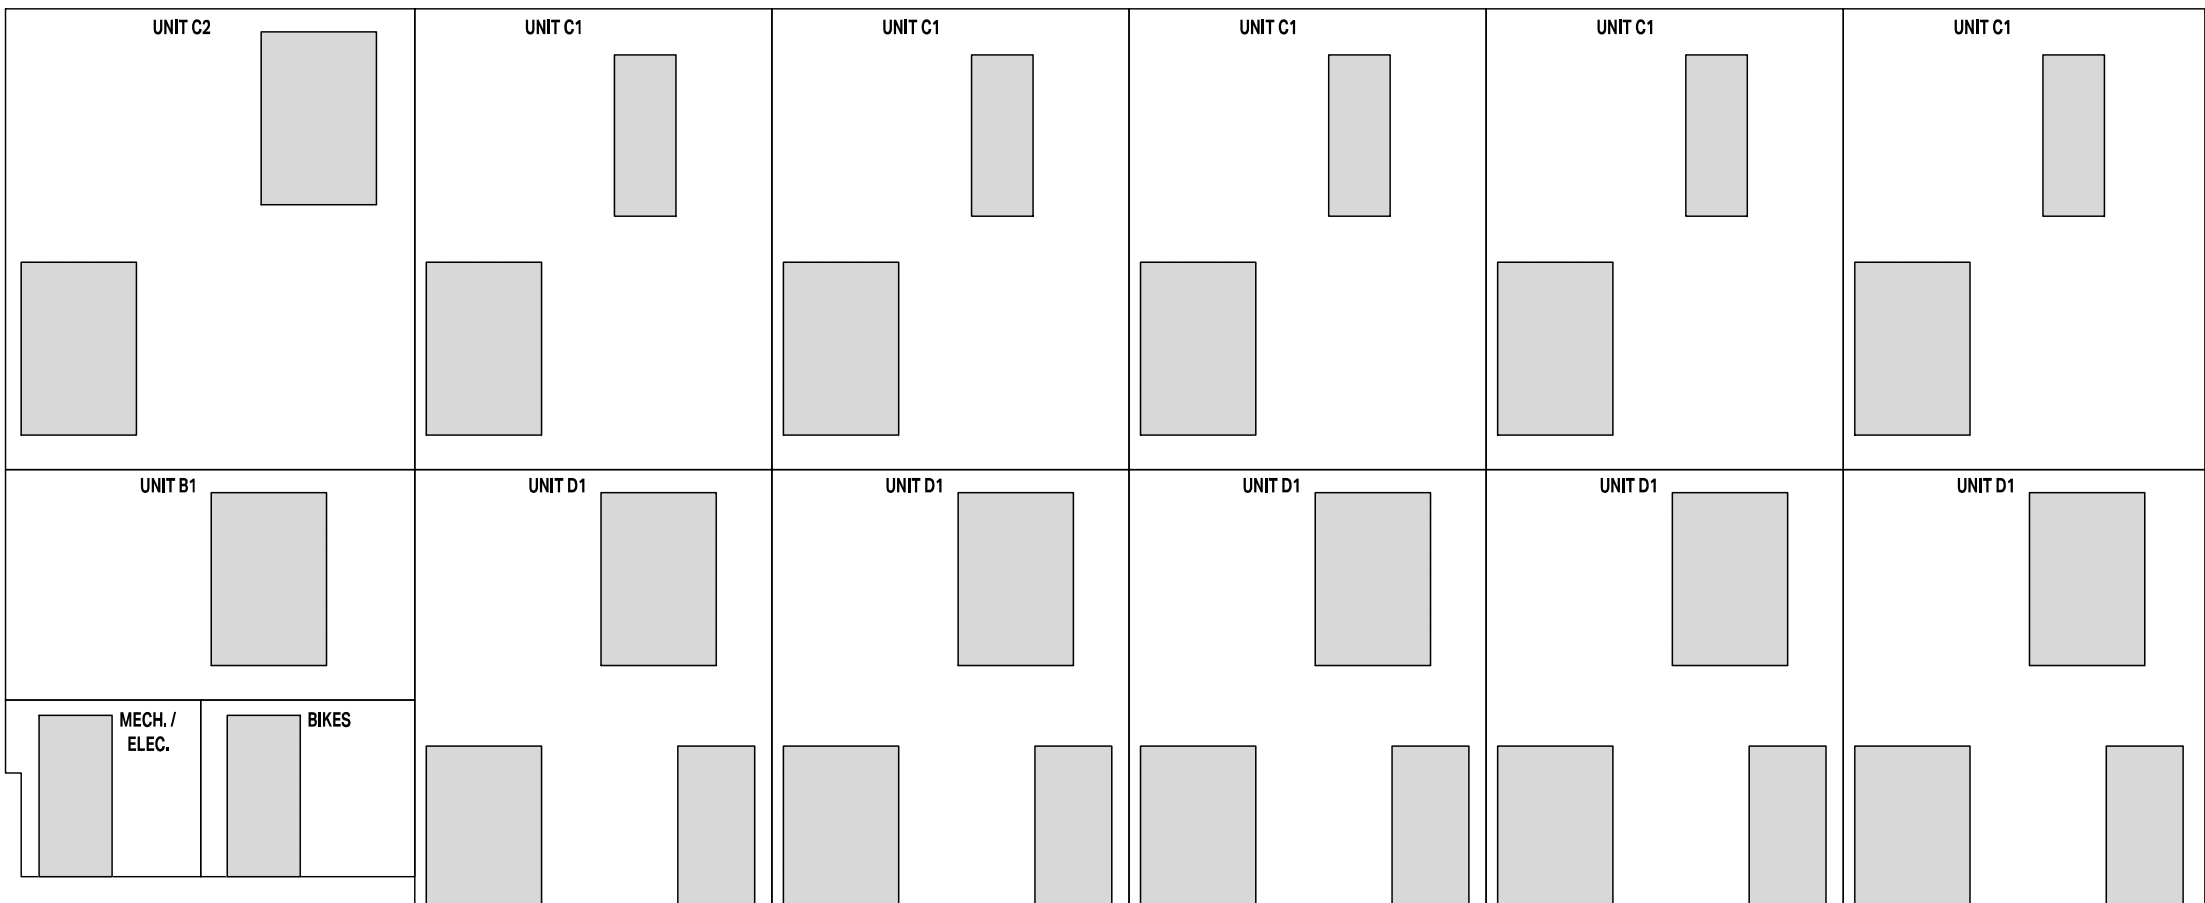 UNIT C2
UNIT C1
UNIT C1
UNIT C1
UNIT C1
UNIT C1
UNIT B1
UNIT D1
UNIT D1
UNIT D1
UNIT D1
UNIT D1
MECH. /
ELEC.
BIKES